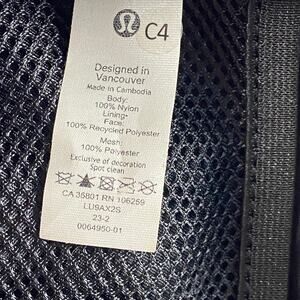 C4
Designed in
Vancouver
Made in Cambodia
Body:
100% Nylon
Lining•
Face:
100% Recycled Polyester
Mesh:
100% Polyester
Exclusive of decoration
Spot clean
CA 35801 RN 106259
LU9AX2S
23-2
0064950-01